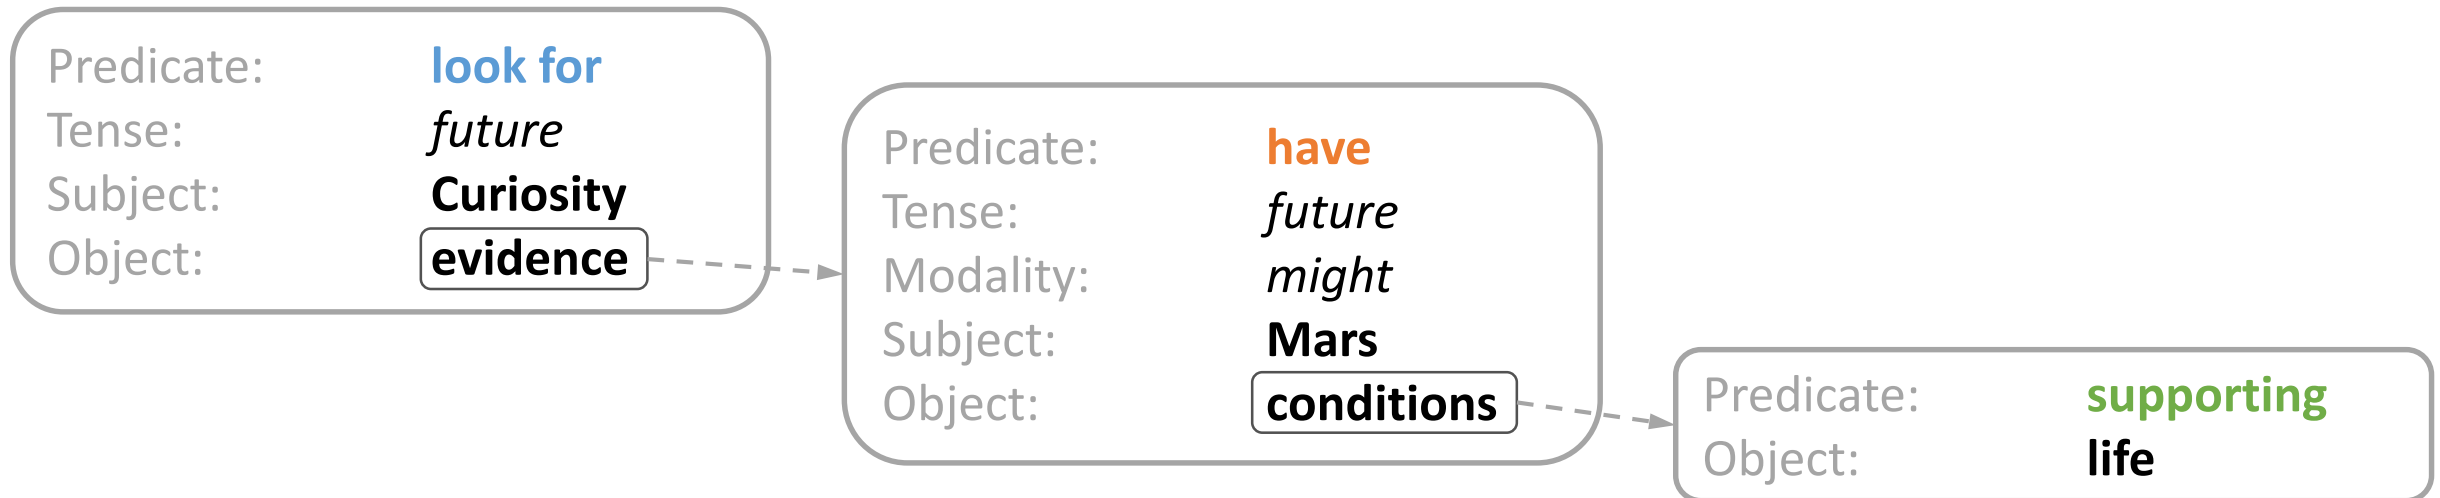 Predicate: look for
Tense: future
Subject: Curiosity
Object: evidence
Predicate: have
Tense: future
Modality: might
Subject: Mars
Object: conditions
Predicate: supporting
Object: life